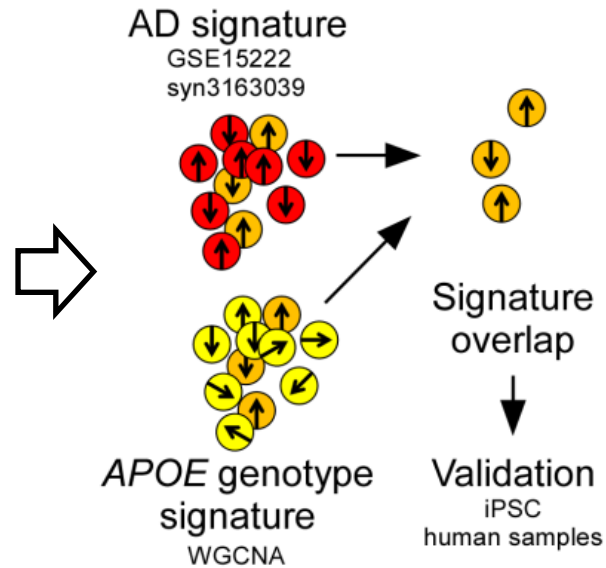 AD signature
GSE15222
syn3163039
Signature
overlap
APOE genotype
signature
WGCNA
Validation
iPSC
human samples